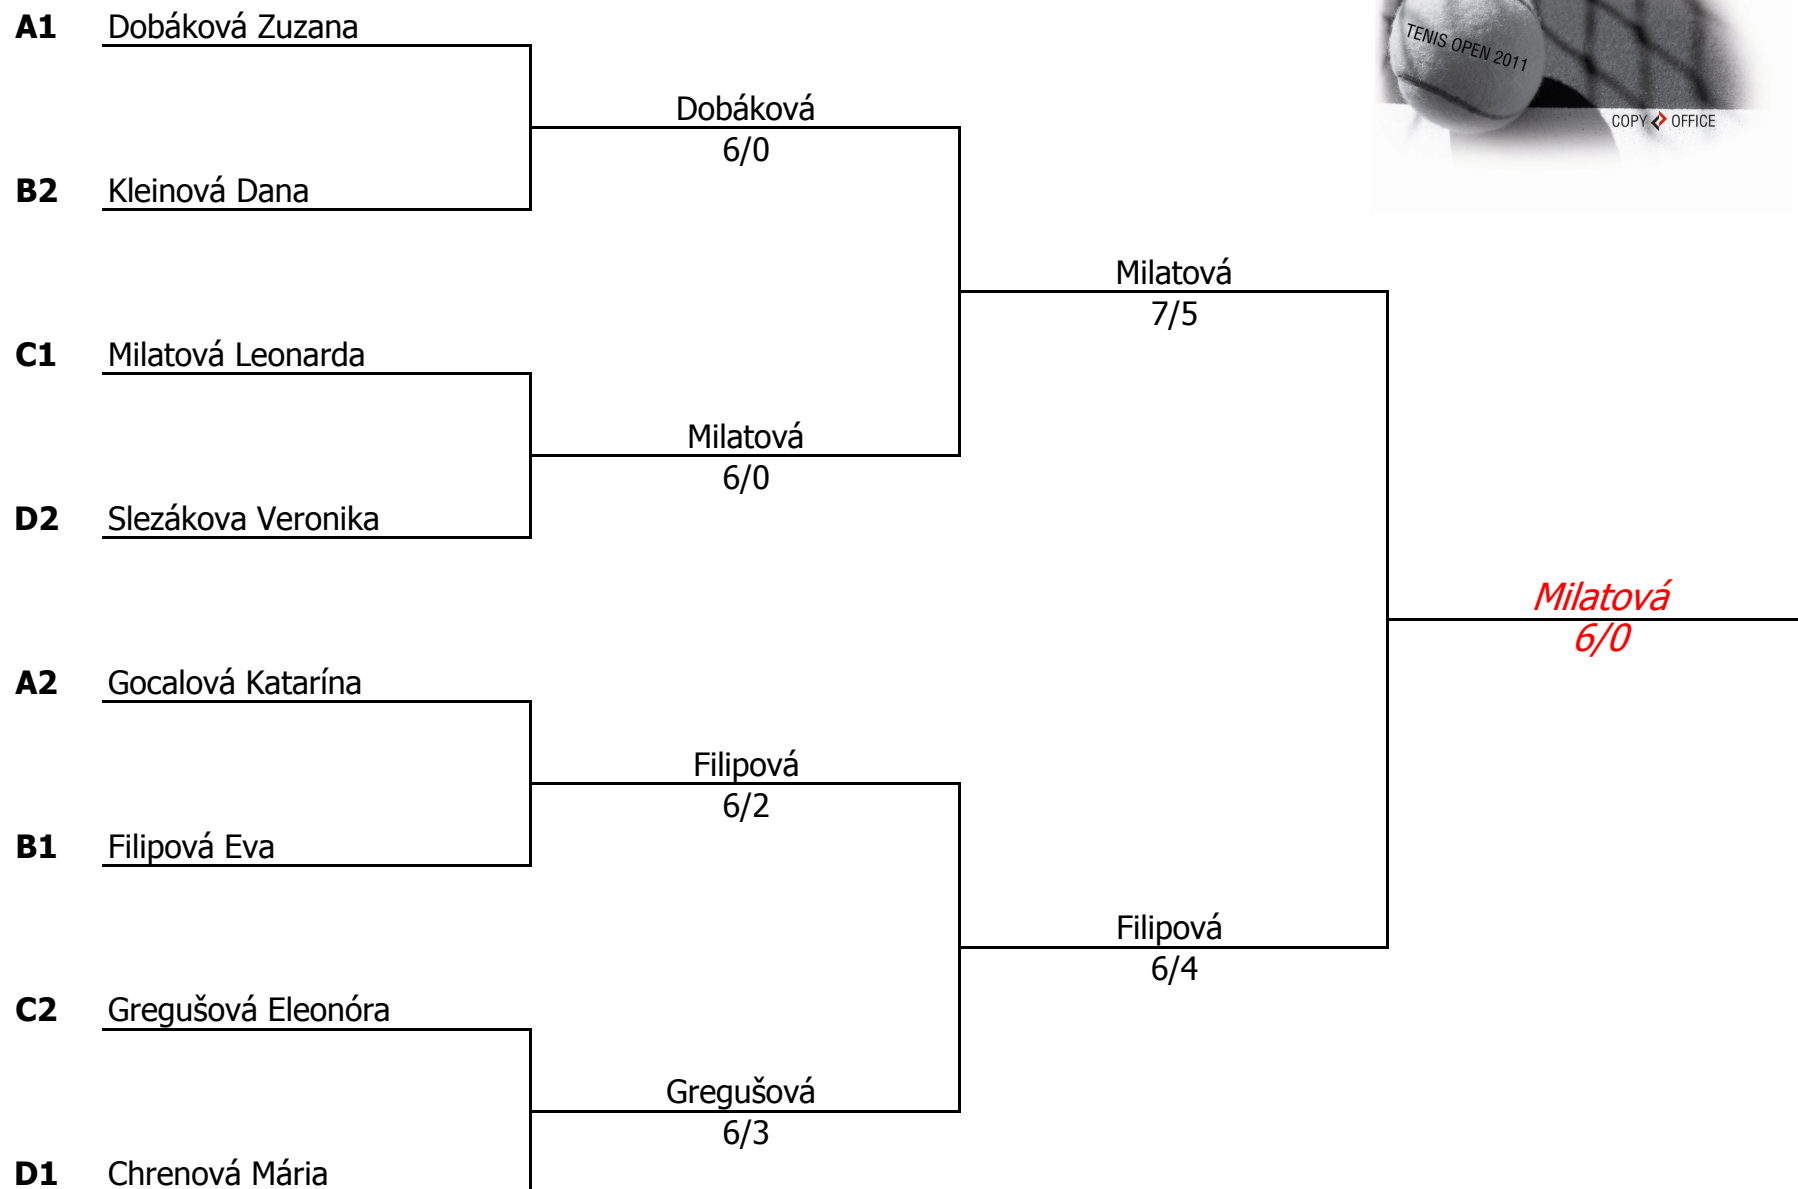 A1 Dobáková Zuzana
TENIS OPEN 2011
Dobáková
COPY OFFICE
6/0
B2 Kleinová Dana
Milatová
7/5
C1 Milatová Leonarda
Milatová
6/0
D2 Slezákova Veronika
Milatová
6/0
A2 Gocalová Katarína
Filipová
6/2
B1 Filipová Eva
Filipová
6/4
C2 Gregušová Eleonóra
Gregušová
6/3
D1 Chrenová Mária